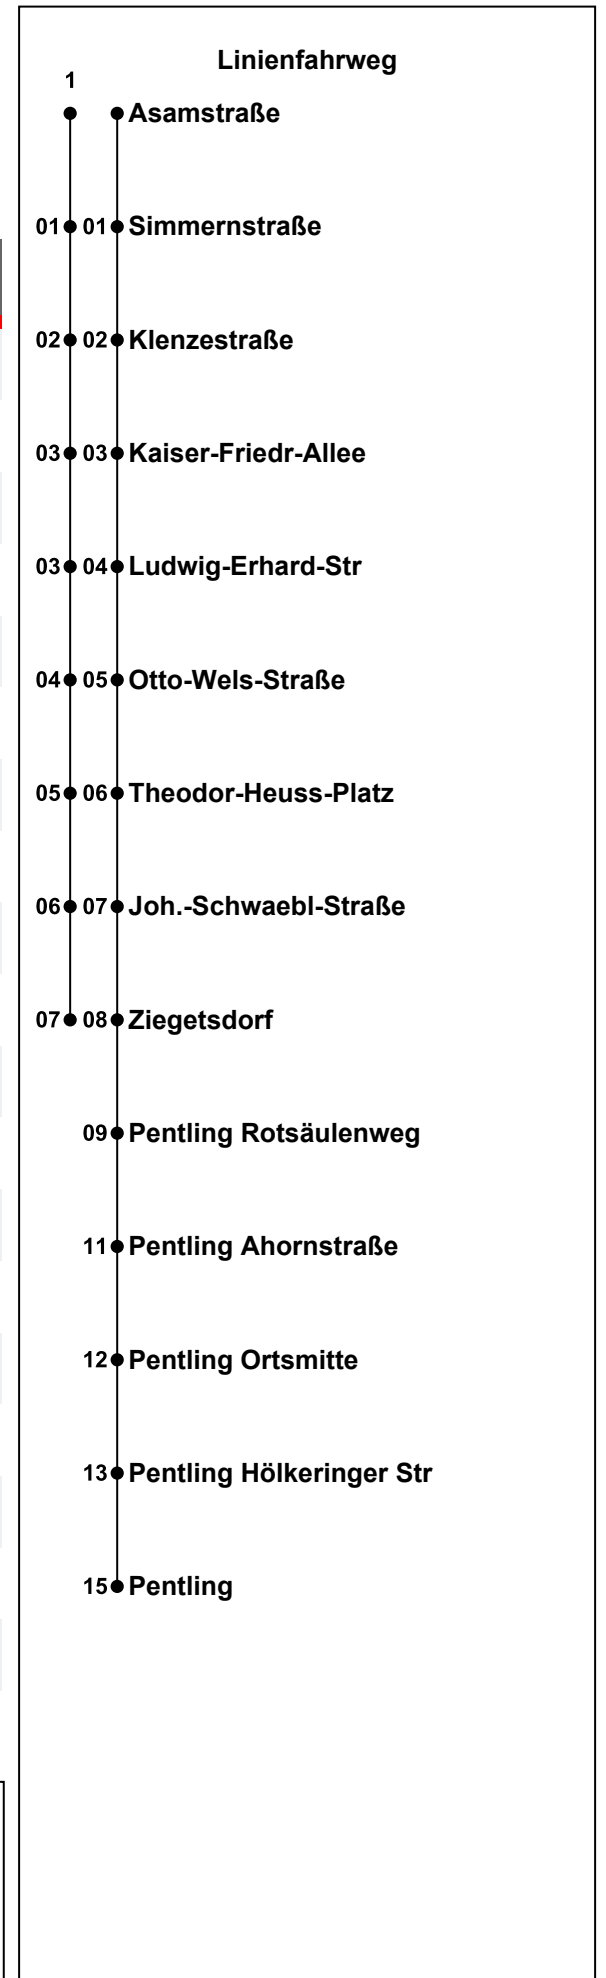 Linienfahrweg
1
Asamstraße
01 01 Simmernstraße
02 02 Klenzestraße
03 03 Kaiser-Friedr-Allee
03 04 Ludwig-Erhard-Str
04 05 Otto-Wels-Straße
05 06 Theodor-Heuss-Platz
06 07 Joh.-Schwaebl-Straße
07 08 Ziegetsdorf
09 Pentling Rotsäulenweg
11 Pentling Ahornstraße
12 Pentling Ortsmitte
13 Pentling Hölkeringer Str
15 Pentling